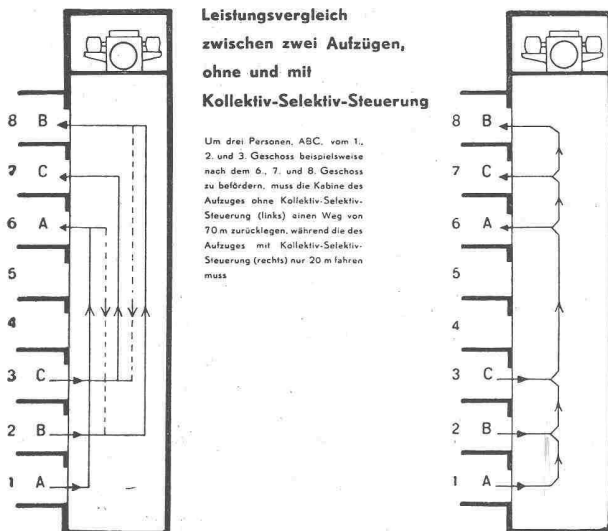 Leistungsvergleich
zwischen zwei Aufzügen,
ohne und mit
Kollektiv-Selektiv-Steuerung
Um drei Personen, ABC, vom 1.,
2. und 3. Geschoss beispielsweise
nach dem 6., 7. und 8. Geschoss
zu befördern, muss die Kabine des
Aufzuges ohne Kollektiv-Selektiv-
Steuerung (links) einen Weg von
70 m zurücklegen, während die des
Aufzuges mit Kollektiv-Selektiv-
Steuerung (rechts) nur 20 m fahren
muss
8 B
7 C
6 A
5
4
3 C
2 B
1 A
8 B
7 C
6 A
5
4
3 C
2 B
1 A